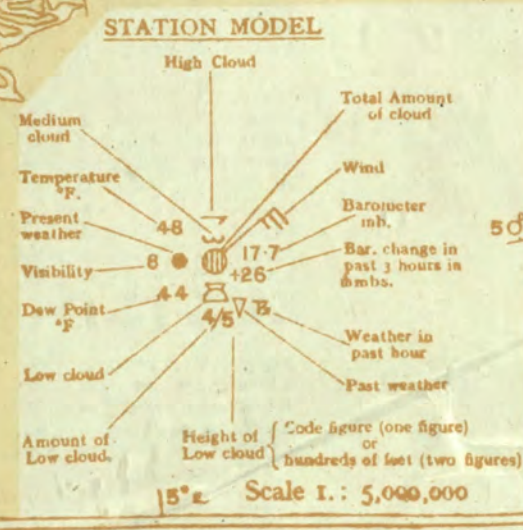 STATION MODEL
High Cloud
Total Amount
of cloud
Medium
cloud
Wind
Temperature
°F.
48
Barometer
mb.
Present
weather
17.7
50
Visibility
8
+26
Bar. change in
past 3 hours in
mbs.
Dew Point
°F
44
4/5
Weather in
past hour
Low cloud
Past weather
Amount of
Low cloud.
Height of
Low cloud
Code figure (one figure)
or
hundreds of feet (two figures)
15°
Scale 1.: 5,000,000